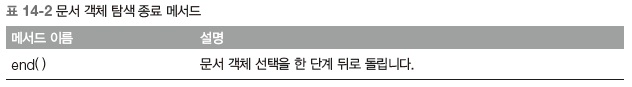 표 14-2 문서 객체 탐색 종료 메서드
메서드 이름 설명
end( ) 문서 객체 선택을 한 단계 뒤로 돌립니다.